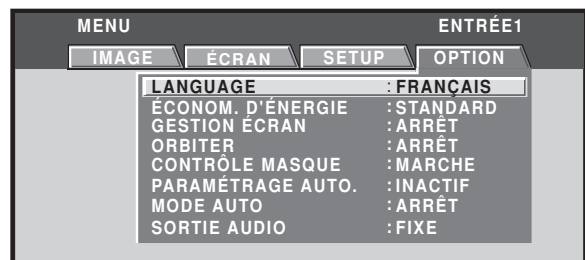 MENU ENTRÉE1
IMAGE ÉCRAN SETUP OPTION
LANGUAGE :FRANÇAIS
ÉCONOM. D'ÉNERGIE :STANDARD
GESTION ÉCRAN :ARRÊT
ORBITER :ARRÊT
CONTRÔLE MASQUE :MARCHE
PARAMÉTRAGE AUTO. :INACTIF
MODE AUTO :ARRÊT
SORTIE AUDIO :FIXE